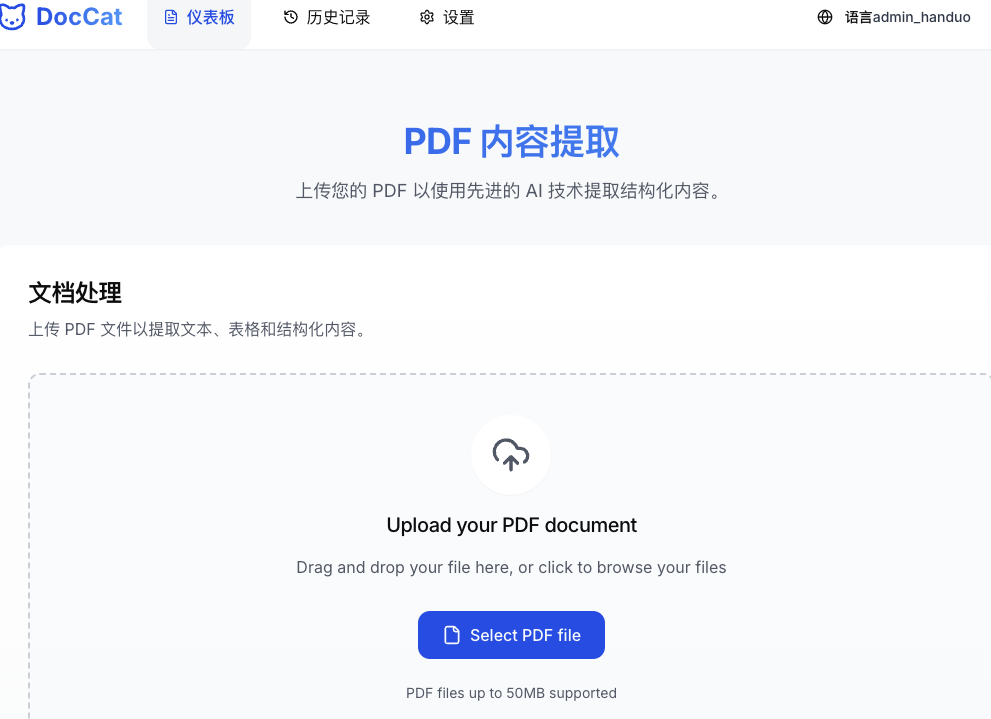 DocCat 仪表板 历史记录 设置 语言admin_handuo
PDF 内容提取
上传您的 PDF 以使用先进的 AI 技术提取结构化内容。
文档处理
上传 PDF 文件以提取文本、表格和结构化内容。
Upload your PDF document
Drag and drop your file here, or click to browse your files
Select PDF file
PDF files up to 50MB supported